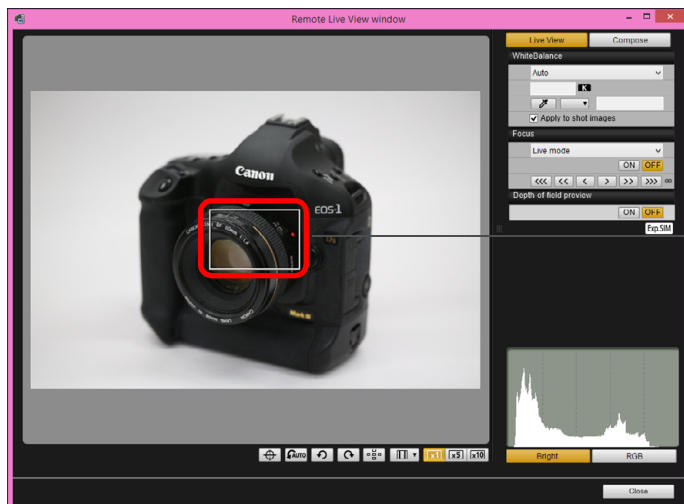 Remote Live View window
Live View
Compose
WhiteBalance
Auto
K
Apply to shot images
Focus
Live mode
ON OFF
<<< << < > >> >>> ∞
Depth of field preview
ON OFF
Exp.SIM
Canon
EOS-1
Mark III
AUTO
x1 x5 x10
Bright
RGB
Close